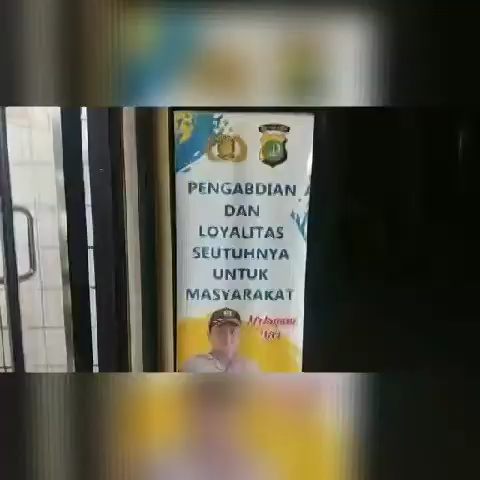 PENGABDIAN
DAN
LOYALITAS
SEUTUHNYA
UNTUK
MASYARAKAT